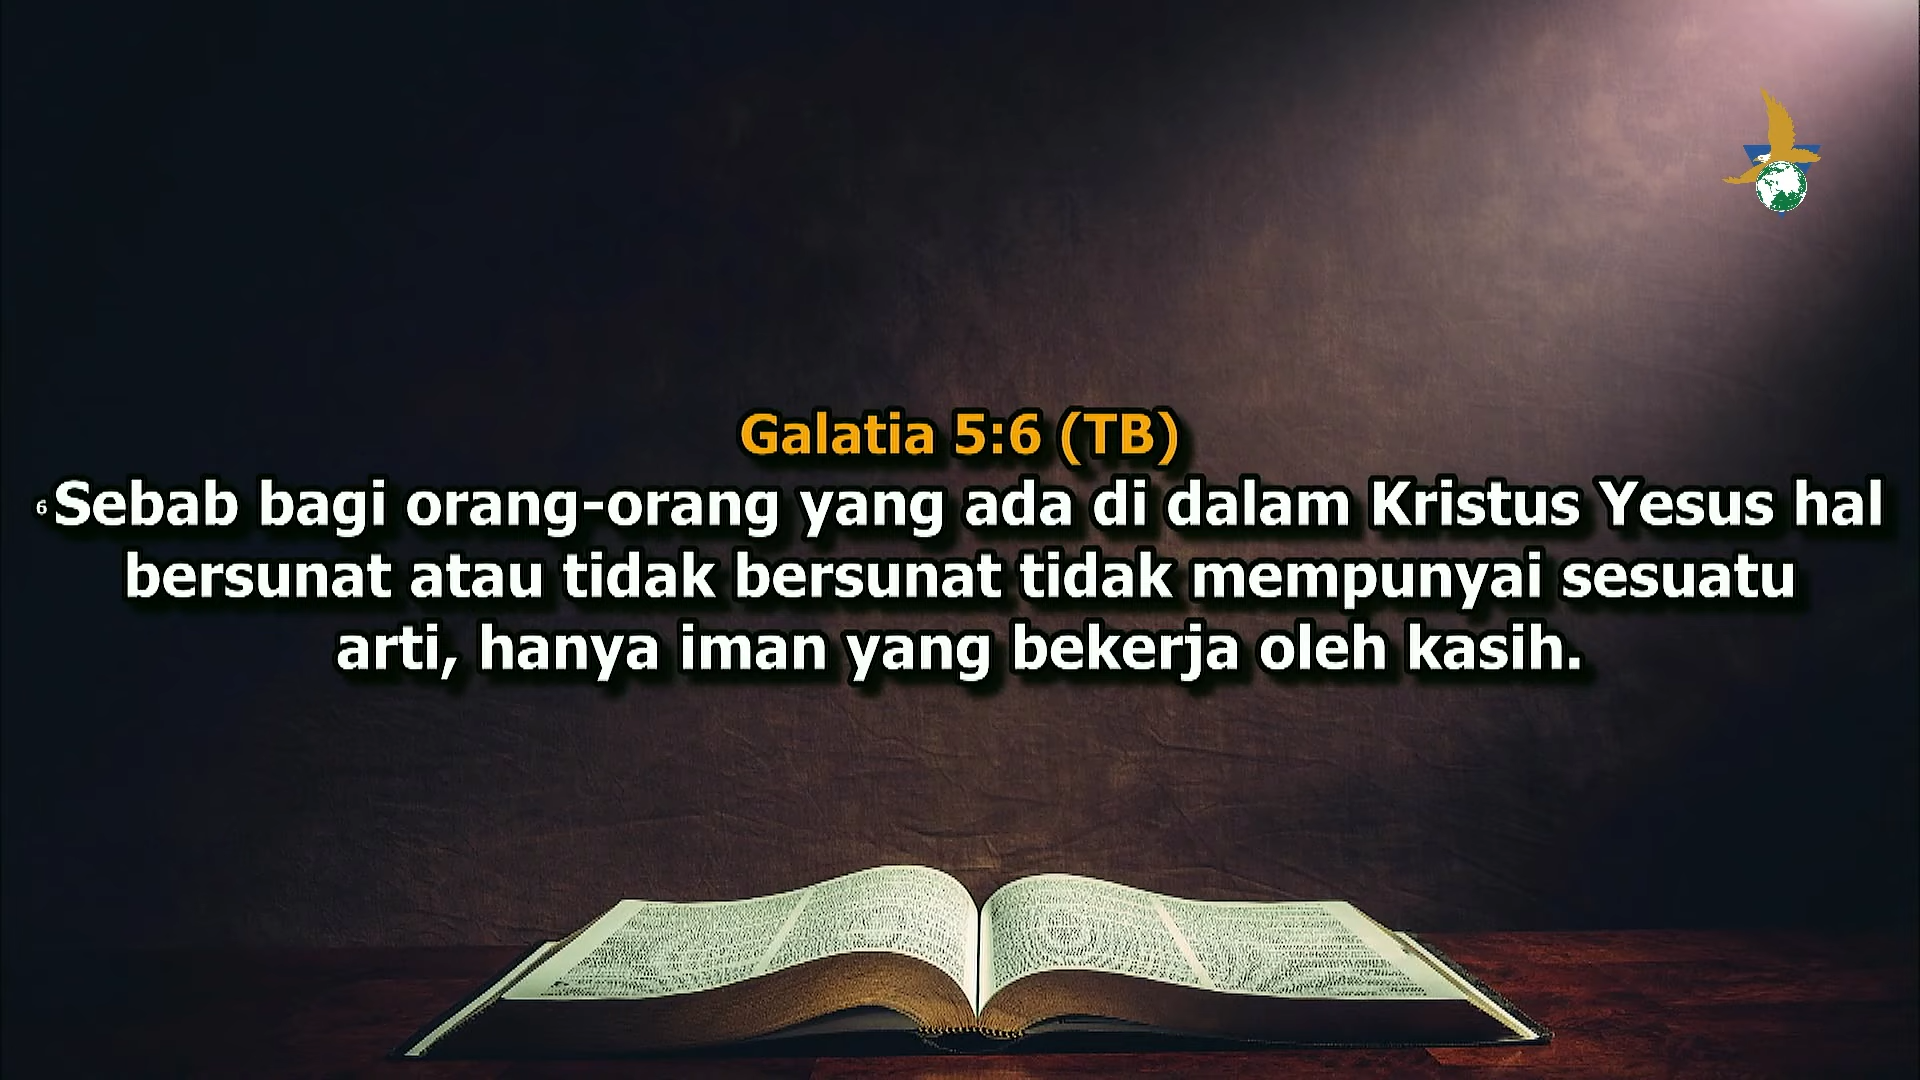 Galatia 5:6 (TB)
6Sebab bagi orang-orang yang ada di dalam Kristus Yesus hal
bersunat atau tidak bersunat tidak mempunyai sesuatu
arti, hanya iman yang bekerja oleh kasih.